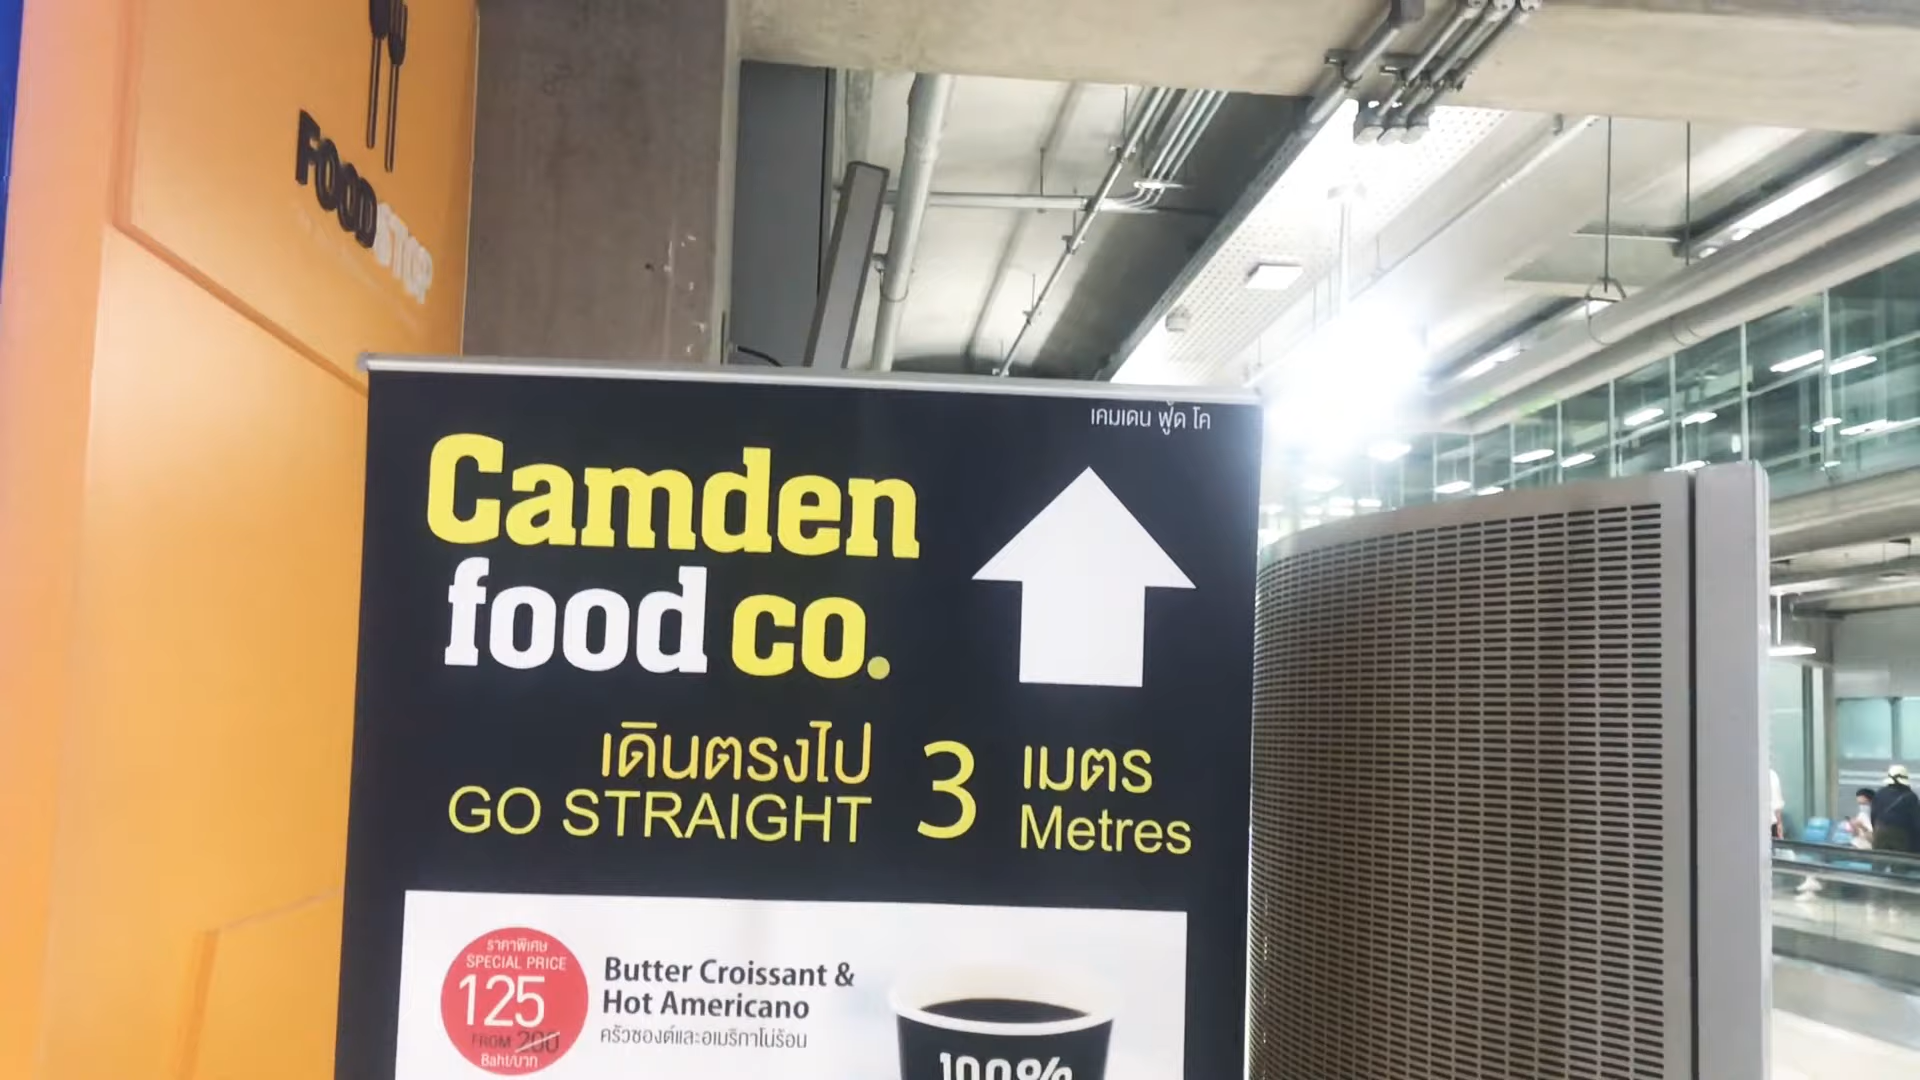 FOODSTOP
เคมเดน ฟู้ด โค
Camden
food co.
เดินตรงไป 3 เมตร
GO STRAIGHT Metres
ราคาพิเศษ
SPECIAL PRICE
125
FROM 200
Baht/บาท
Butter Croissant &
Hot Americano
ครัวซองต์และอเมริกาโน่ร้อน
100%